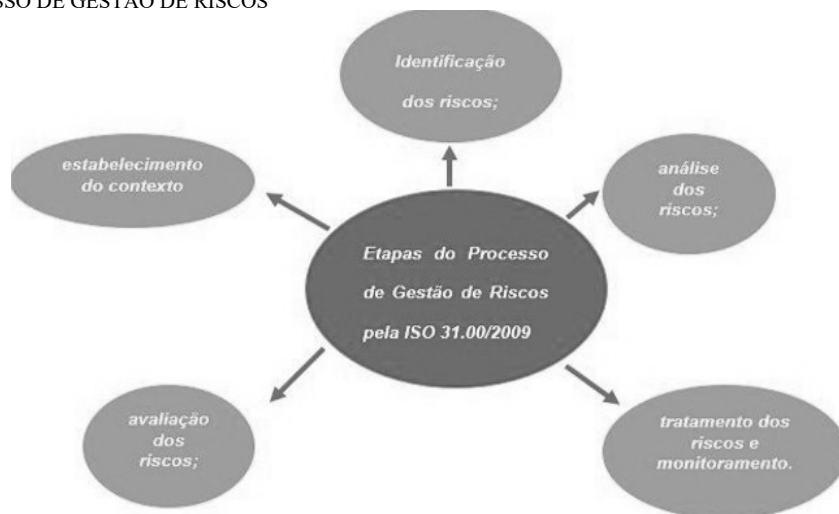 DE GESTÃO DE RISCOS
Identificação
dos riscos;
estabelecimento
do contexto
análise
dos
riscos;
Etapas do Processo
de Gestão de Riscos
pela ISO 31.00/2009
avaliação
dos
riscos;
tratamento dos
riscos e
monitoramento.